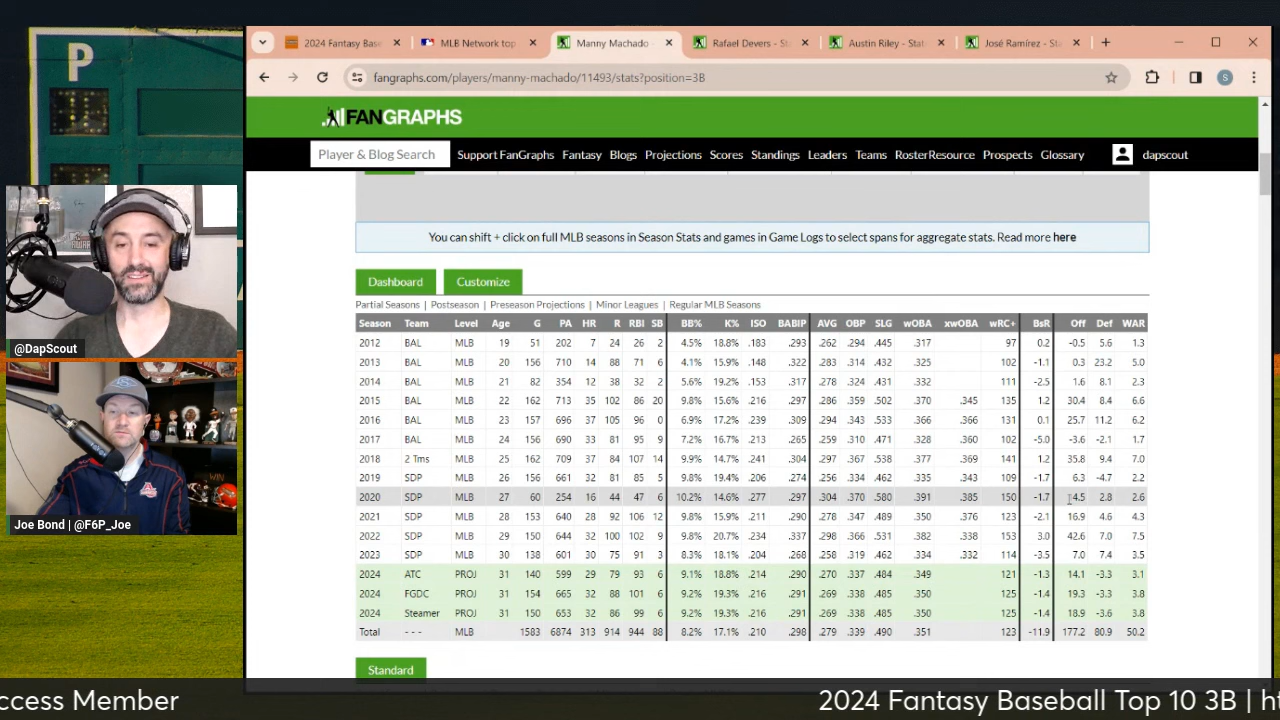 P
2024 Fantasy Base
MLB Network top
Manny Machado
Rafael Devers - St
Austin Riley - Stat
José Ramírez - Sta
fangraphs.com/players/manny-machado/11493/stats?position=3B
S
FANGRAPHS
Player & Blog Search Support FanGraphs Fantasy Blogs Projections Scores Standings Leaders Teams RosterResource Prospects Glossary dapscout
You can shift + click on full MLB seasons in Season Stats and games in Game Logs to select spans for aggregate stats. Read more here
Dashboard Customize
Partial Seasons | Postseason | Preseason Projections | Minor Leagues | Regular MLB Seasons
Season Team Level Age G PA HR R RBI SB BB% K% ISO BABIP AVG OBP SLG wOBA xwOBA wRC+ BsR Off Def WAR
2012 BAL MLB 19 51 202 7 24 26 2 4.5% 18.8% .183 .293 .262 .294 .445 .317 97 0.2 -0.5 5.6 1.3
2013 BAL MLB 20 156 710 14 88 71 6 4.1% 15.9% .148 .322 .283 .314 .432 .325 102 -1.1 0.3 23.2 5.0
2014 BAL MLB 21 82 354 12 38 32 2 5.6% 19.2% .153 .317 .278 .324 .431 .332 111 -2.5 1.6 8.1 2.3
2015 BAL MLB 22 162 713 35 102 86 20 9.8% 15.6% .216 .297 .286 .359 .502 .370 .345 135 1.2 30.4 8.4 6.6
2016 BAL MLB 23 157 696 37 105 96 0 6.9% 17.2% .239 .309 .294 .343 .533 .366 .366 131 0.1 25.7 11.2 6.2
2017 BAL MLB 24 156 690 33 81 95 9 7.2% 16.7% .213 .265 .259 .310 .471 .328 .360 102 -5.0 -3.6 -2.1 1.7
2018 2 Tms MLB 25 162 709 37 84 107 14 9.9% 14.7% .241 .304 .297 .367 .538 .377 .369 141 1.2 35.8 9.4 7.0
2019 SDP MLB 26 156 661 32 81 85 5 9.8% 19.4% .206 .274 .256 .334 .462 .335 .343 109 -1.7 6.3 -4.7 2.2
2020 SDP MLB 27 60 254 16 44 47 6 10.2% 14.6% .277 .297 .304 .370 .580 .391 .385 150 -1.7 14.5 2.8 2.6
2021 SDP MLB 28 153 640 28 92 106 12 9.8% 15.9% .211 .290 .278 .347 .489 .350 .376 123 -2.1 16.9 4.6 4.3
2022 SDP MLB 29 150 644 32 100 102 9 9.8% 20.7% .234 .337 .298 .366 .531 .382 .338 153 3.0 42.6 7.0 7.5
2023 SDP MLB 30 138 601 30 75 91 3 8.3% 18.1% .204 .268 .258 .319 .462 .334 .332 114 -3.5 7.0 7.4 3.5
2024 ATC PROJ 31 140 599 29 79 93 6 9.1% 18.8% .214 .290 .270 .337 .484 .349 121 -1.3 14.1 -3.3 3.1
2024 FGDC PROJ 31 154 665 32 88 101 6 9.2% 19.3% .216 .291 .269 .338 .485 .350 125 -1.4 19.3 -3.3 3.8
2024 Steamer PROJ 31 150 653 32 86 99 6 9.2% 19.3% .216 .291 .269 .338 .485 .350 125 -1.4 18.9 -3.6 3.8
Total - - - MLB 1583 6874 313 914 944 88 8.2% 17.1% .210 .298 .279 .339 .490 .351 123 -11.9 177.2 80.9 50.2
Standard
@DapScout
Joe Bond | @F6P_Joe
ccess Member 2024 Fantasy Baseball Top 10 3B | ht